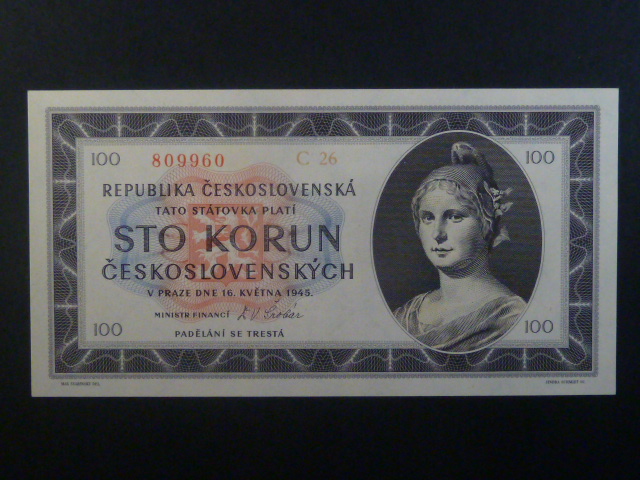 100 809960 C 26 100
REPUBLIKA ČESKOSLOVENSKÁ
TATO STÁTOVKA PLATÍ
STO KORUN
ČESKOSLOVENSKÝCH
V PRAZE DNE 16. KVĚTNA 1945.
MINISTR FINANCÍ
100 100
PADĚLÁNÍ SE TRESTÁ